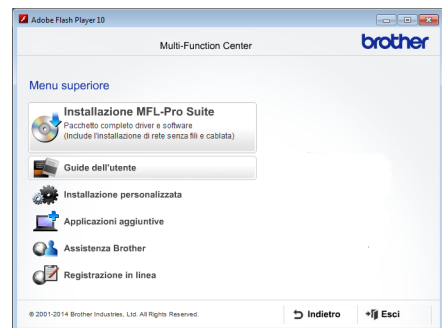 Adobe Flash Player 10
Multi-Function Center
brother
Menu superiore
Installazione MFL-Pro Suite
Pacchetto completo driver e software
(Include l'installazione di rete senza fili e cablata)
Guide dell'utente
Installazione personalizzata
Applicazioni aggiuntive
Assistenza Brother
Registrazione in linea
© 2001-2014 Brother Industries, Ltd. All Rights Reserved.
Indietro
Esci